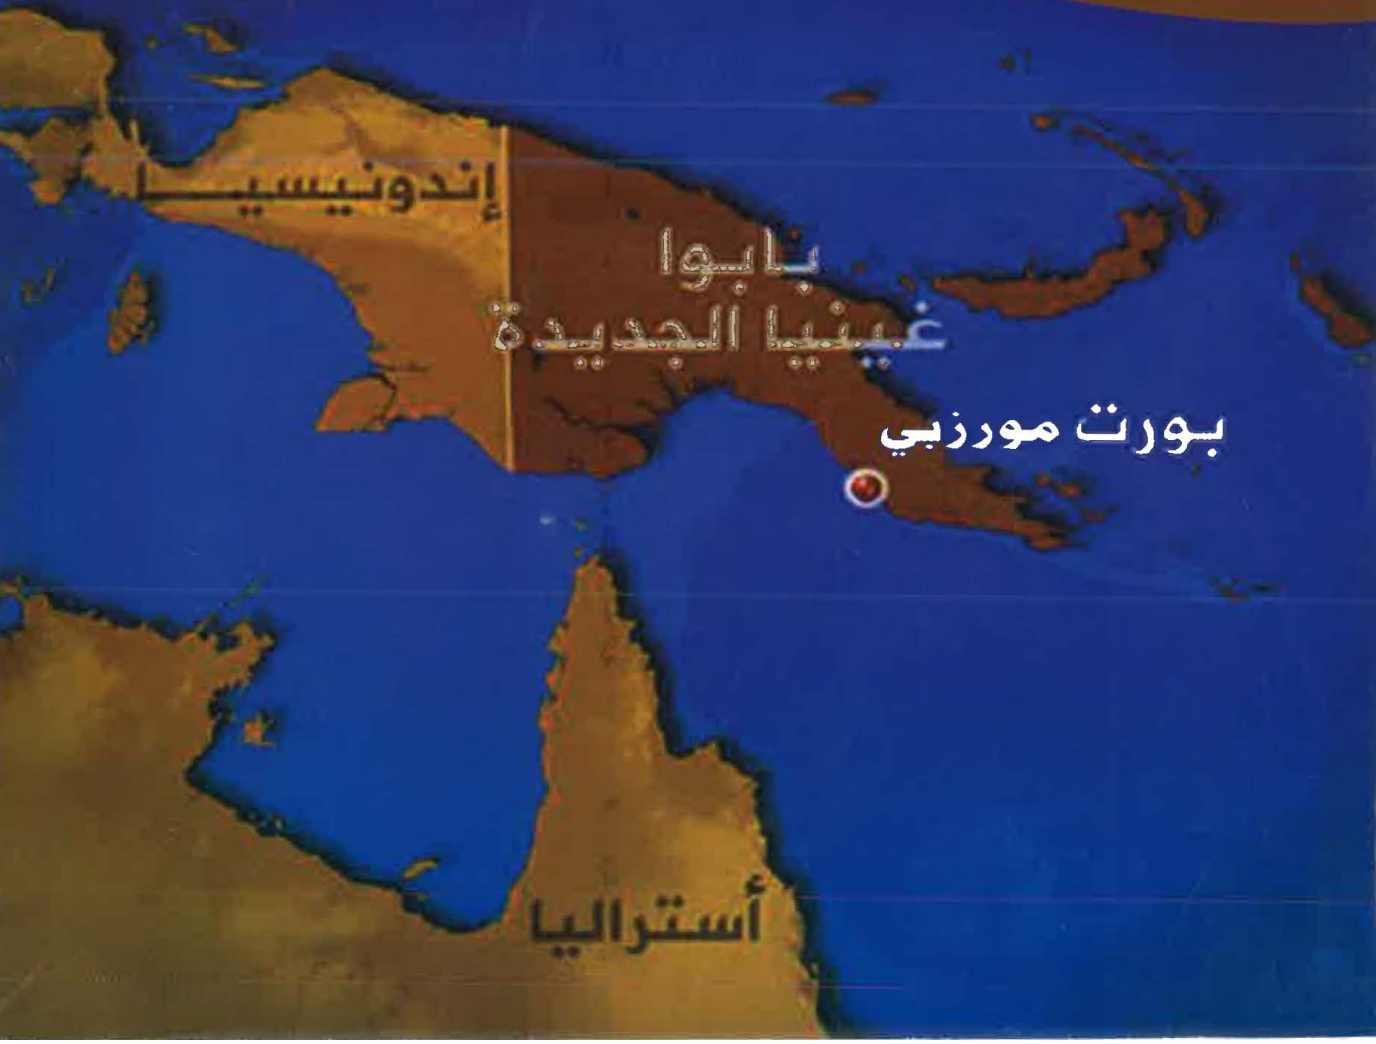 إندونيسيا
بابوا
غينيا الجديدة
بورت مورزبي
أستراليا